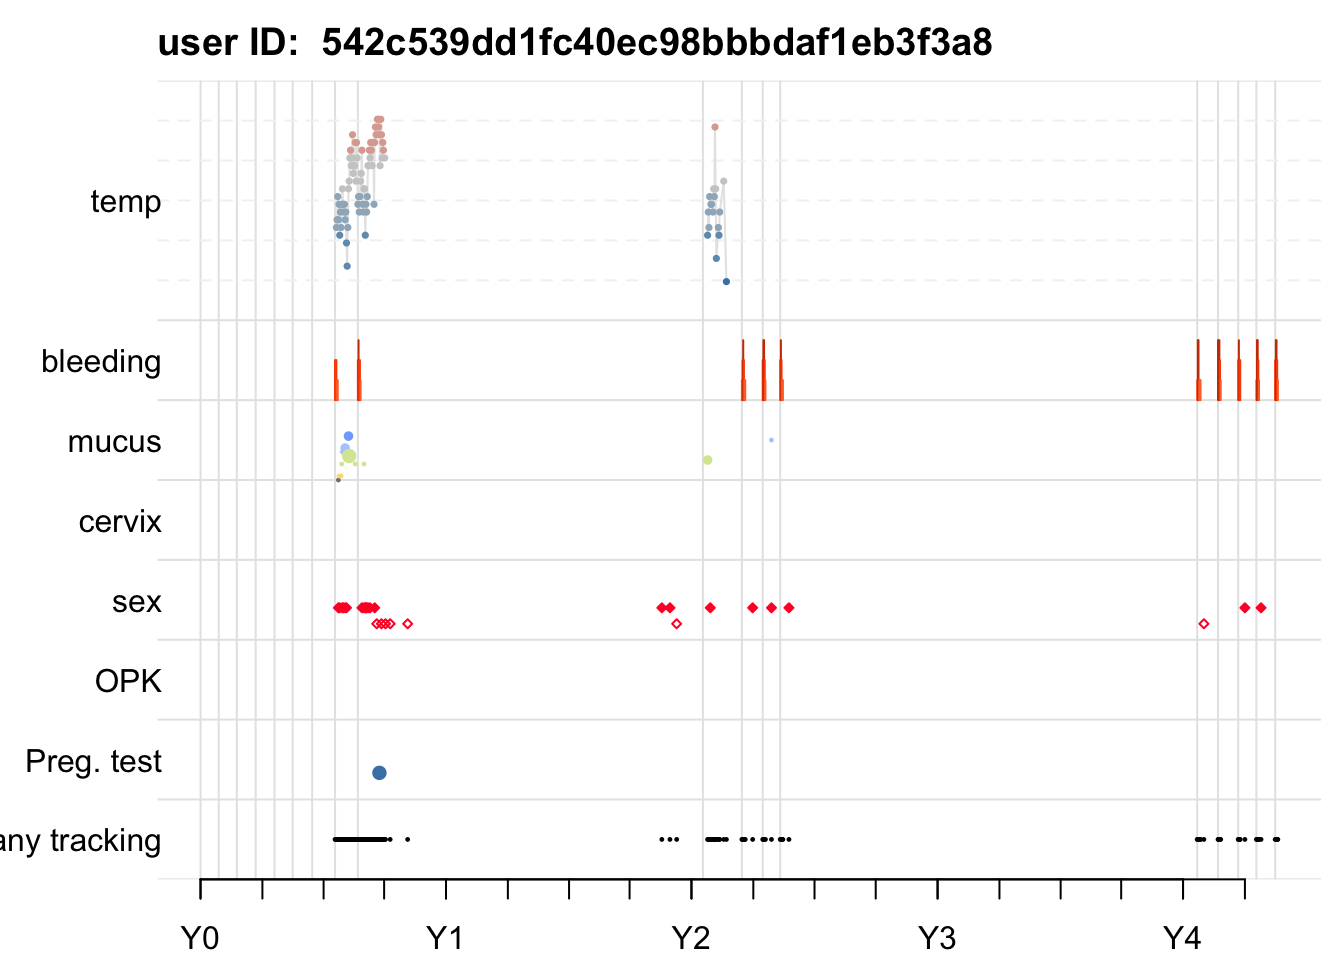 user ID: 542c539dd1fc40ec98bbbdaf1eb3f3a8
temp
bleeding
mucus
cervix
sex
OPK
Preg. test
any tracking
Y0 Y1 Y2 Y3 Y4